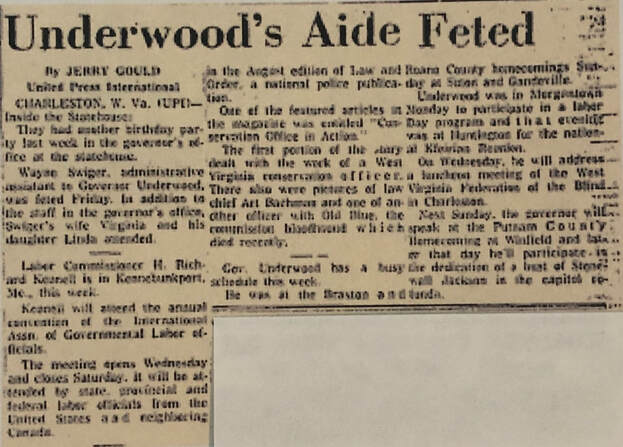 Underwood's Aide Feted
By JERRY GOULD
United Press International
CHARLESTON, W. Va. (UPI)—
Inside the Statehouse:
They had another birthday par-
ty last week in the governor's of-
fice at the statehouse.
Wayne Swiger, administrative
assistant to Governor Underwood,
was feted Friday. In addition to
the staff in the governor's office,
Swiger's wife Virginia and his
daughter Linda attended.
Labor Commissioner H. Rich-
ard Kennell is in Kennebunkport,
Me., this week.
Kennell will attend the annual
convention of the International
Assn. of Governmental Labor of-
ficials.
The meeting opens Wednesday
and closes Saturday. It will be at-
tended by state, provincial and
federal labor officials from the
United States and neighboring
Canada.
in the August edition of Law and
Order, a national police publica-
tion.
One of the featured articles in
the magazine was entitled "Con-
servation Office in Action."
The first portion of the story
dealt with the work of a West
Virginia conservation officer.
There also were pictures of law
chief Art Bachman and one of an-
other officer with Old Blue, the
commission bloodhound which
died recently.
Gov. Underwood has a busy
schedule this week.
He was at the Braxton and
Roane County homecomings Sun-
day at Sutton and Gandeville.
Underwood was in Morgantown
Monday to participate in a labor
Day program and that evening
was at Huntington for the nation-
al Reunion.
On Wednesday, he will address
a luncheon meeting of the West
Virginia Federation of the Blind
in Charleston.
Next Sunday, the governor will
speak at the Putnam County
Homecoming at Winfield and lat-
er that day he'll participate in
the dedication of a bust of Stone-
wall Jackson in the capitol ro-
tunda.